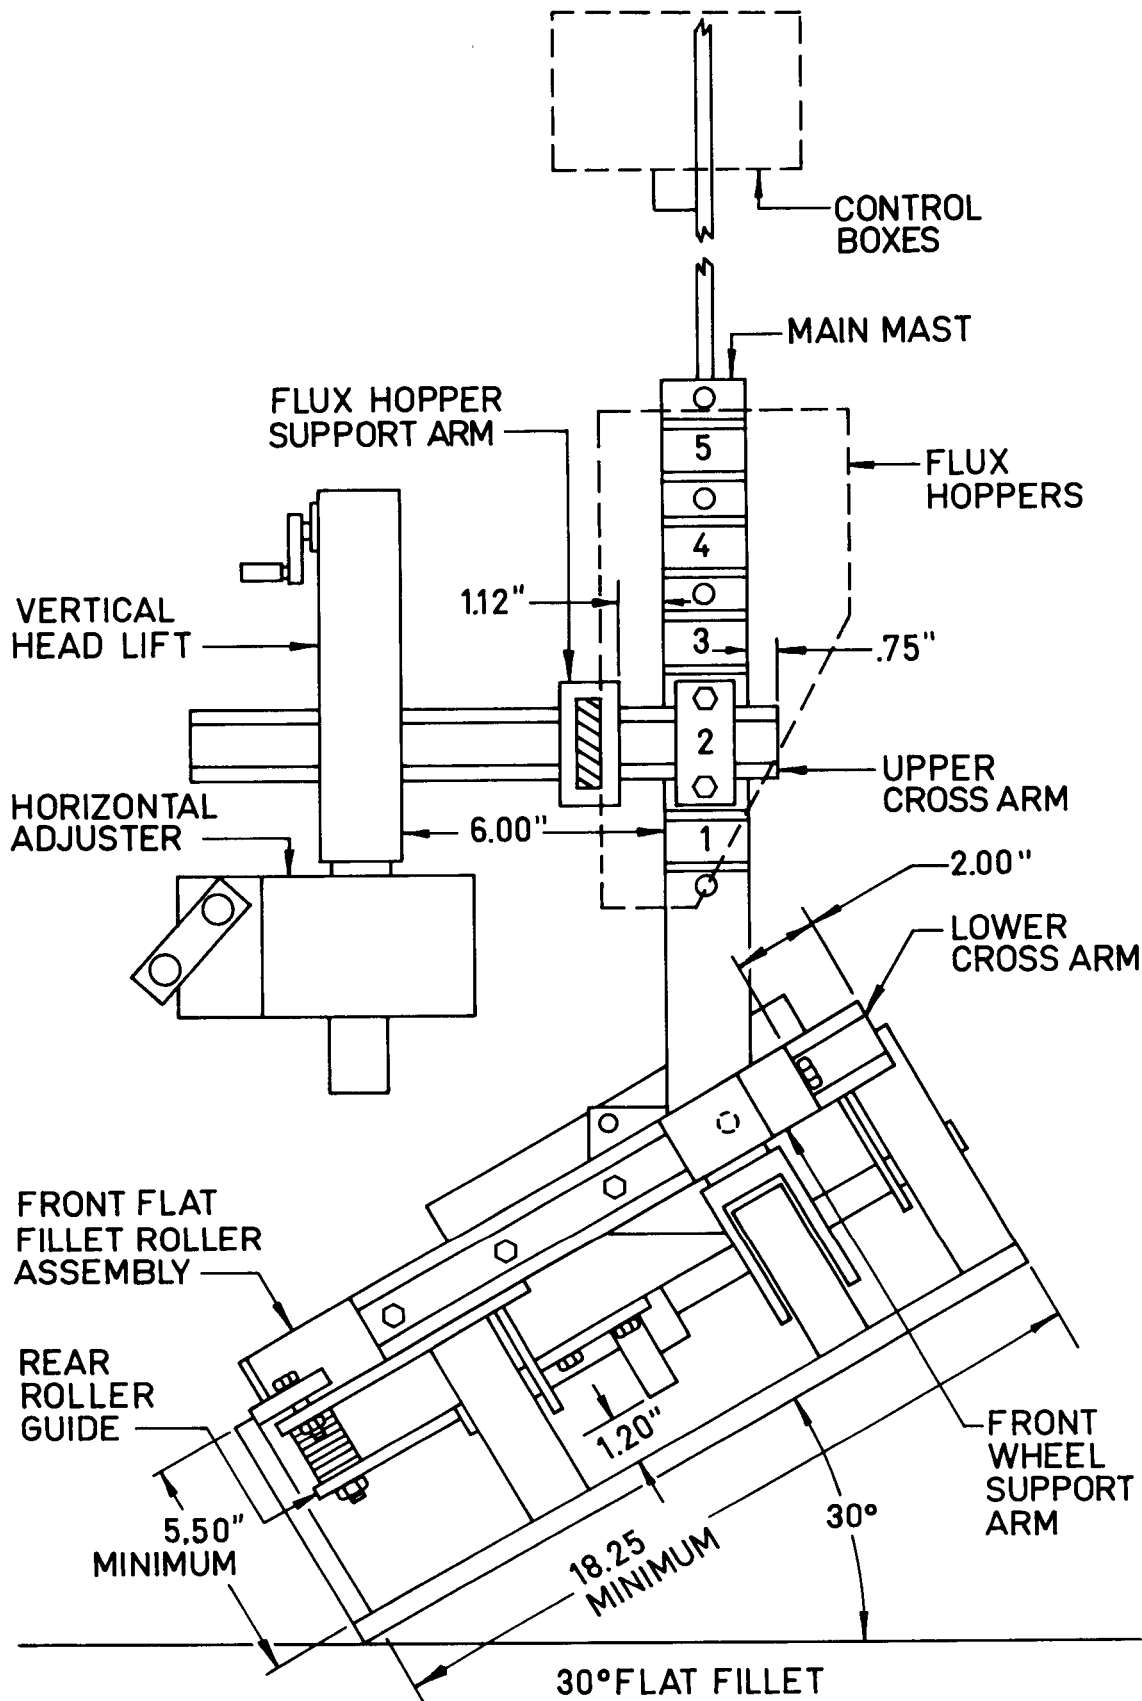 CONTROL
BOXES
MAIN MAST
FLUX HOPPER
SUPPORT ARM
5
FLUX
HOPPERS
4
1.12"
VERTICAL
HEAD LIFT
3
.75"
2
UPPER
CROSS ARM
HORIZONTAL
ADJUSTER
6.00"
1
2.00"
LOWER
CROSS ARM
FRONT FLAT
FILLET ROLLER
ASSEMBLY
REAR
ROLLER
GUIDE
1.20"
FRONT
WHEEL
SUPPORT
ARM
5.50"
MINIMUM
18.25
MINIMUM
30°
30° FLAT FILLET